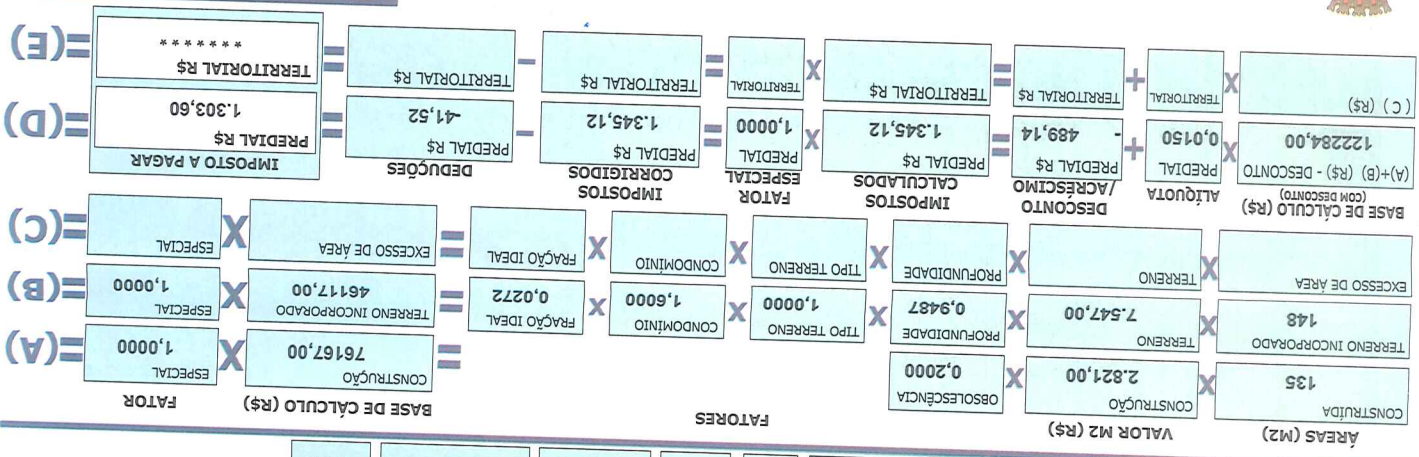 ÁREAS (M2) VALOR M2 (R$) FATORES BASE DE CÁLCULO (R$) FATOR
CONSTRUÍDA CONSTRUÇÃO OBSOLESCÊNCIA CONSTRUÇÃO ESPECIAL
135 X 2.821,00 X 0,2000 = 76167,00 X 1,0000 =(A)
TERRENO INCORPORADO TERRENO PROFUNDIDADE TIPO TERRENO CONDOMÍNIO FRAÇÃO IDEAL TERRENO INCORPORADO ESPECIAL
148 X 7.547,00 X 0,9487 X 1,0000 X 1,6000 X 0,0272 = 46117,00 X 1,0000 =(B)
EXCESSO DE ÁREA X TERRENO X PROFUNDIDADE X TIPO TERRENO X CONDOMÍNIO X FRAÇÃO IDEAL = EXCESSO DE ÁREA X ESPECIAL =(C)
BASE DE CÁLCULO (R$) (COM DESCONTO) ALÍQUOTA DESCONTO /ACRÉSCIMO IMPOSTOS CALCULADOS FATOR ESPECIAL IMPOSTOS CORRIGIDOS DEDUÇÕES IMPOSTO A PAGAR
(A)+(B) (R$) - DESCONTO PREDIAL PREDIAL R$ PREDIAL R$ PREDIAL PREDIAL R$ PREDIAL R$ PREDIAL R$
122284,00 X 0,0150 + - 489,14 = 1.345,12 X 1,0000 = 1.345,12 - -41,52 = 1.303,60 =(D)
( C ) (R$) X TERRITORIAL + TERRITORIAL R$ = TERRITORIAL R$ X TERRITORIAL = TERRITORIAL R$ - TERRITORIAL R$ = TERRITORIAL R$ =(E)
*******